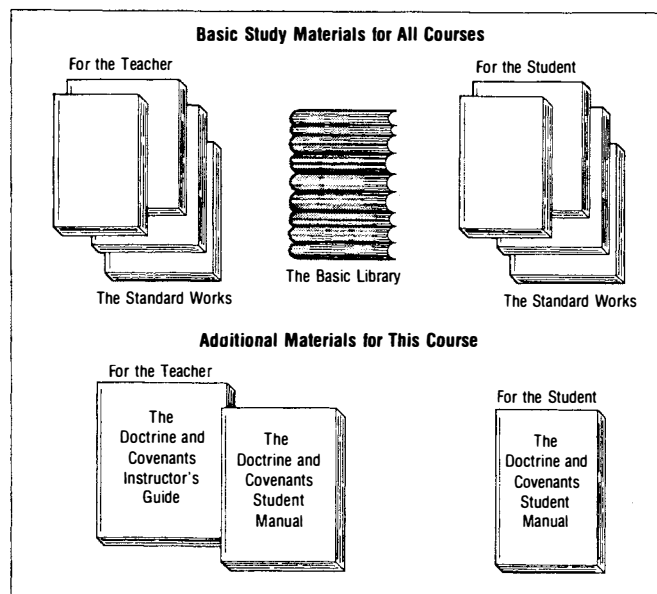 Basic Study Materials for All Courses
For the Teacher
For the Student
The Basic Library
The Standard Works
The Standard Works
Additional Materials for This Course
For the Teacher
For the Student
The
Doctrine and
Covenants
Instructor's
Guide
The
Doctrine and
Covenants
Student
Manual
The
Doctrine and
Covenants
Student
Manual